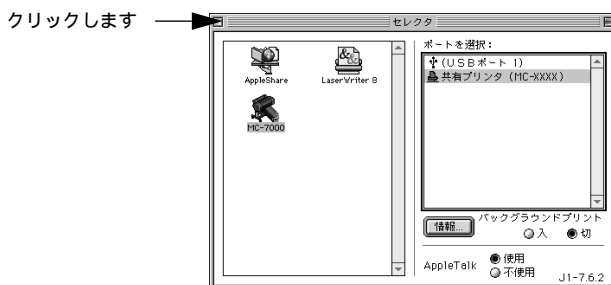 クリックします
セレクタ
AppleShare
LaserWriter 8
MC-7000
ポートを選択：
(USBポート 1)
共有プリンタ (MC-XXXX)
情報...
バックグラウンドプリント
入 切
AppleTalk
使用
不使用
J1-7.6.2